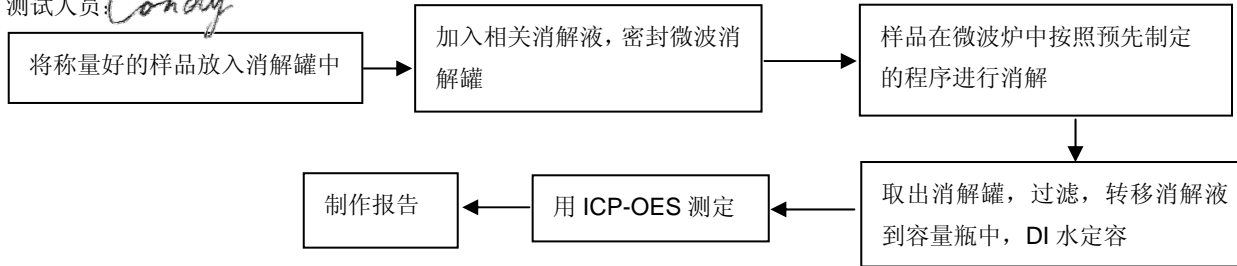 测试人员:Condy
将称量好的样品放入消解罐中
加入相关消解液，密封微波消
解罐
样品在微波炉中按照预先制定
的程序进行消解
取出消解罐，过滤，转移消解液
到容量瓶中，DI 水定容
用 ICP-OES 测定
制作报告